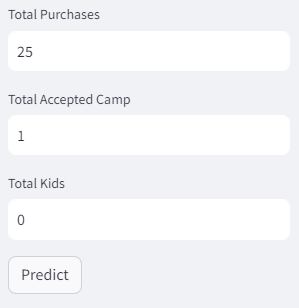 Total Purchases
25
Total Accepted Camp
1
Total Kids
0
Predict